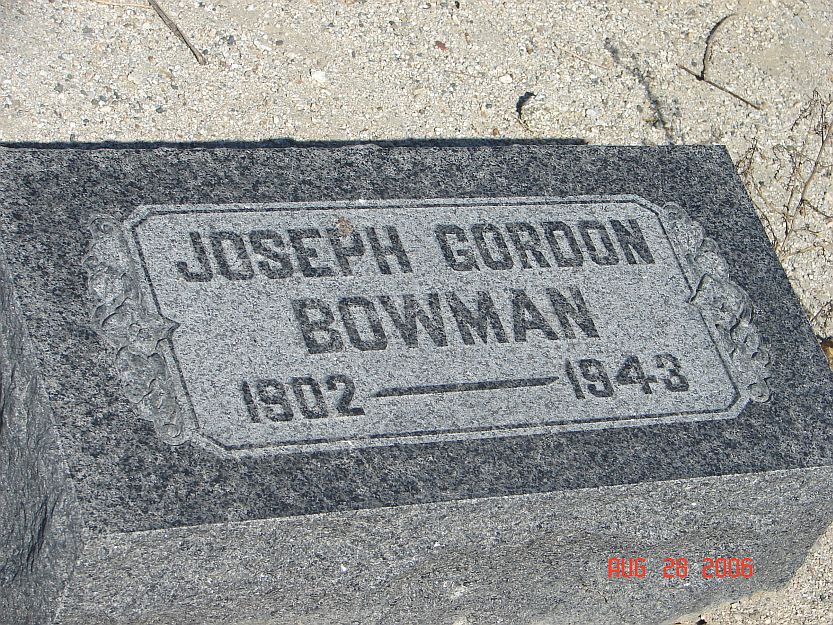 JOSEPH GORDON
BOWMAN
1902 — 1943
AUG 28 2006